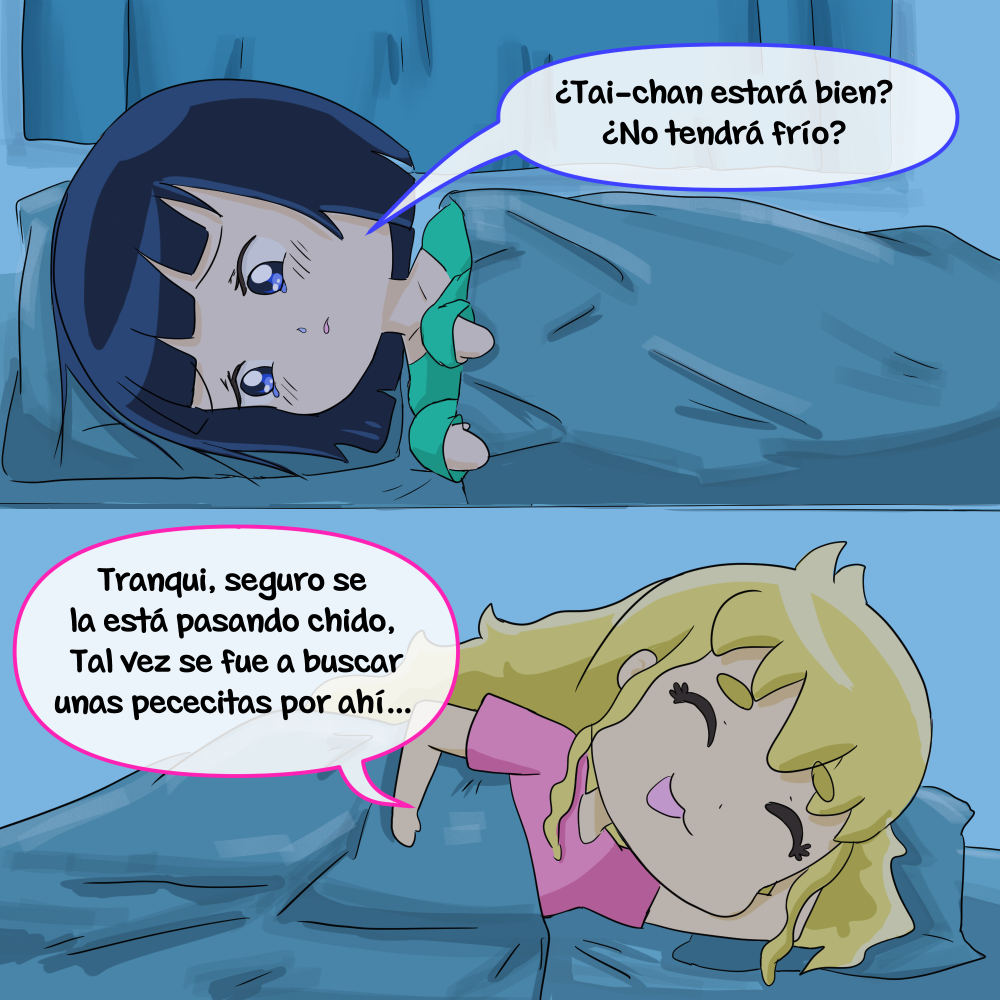 ¿Tai-chan estará bien?
¿No tendrá frío?
Tranqui, seguro se
la está pasando chido,
Tal vez se fue a buscar
unas pececitas por ahí...